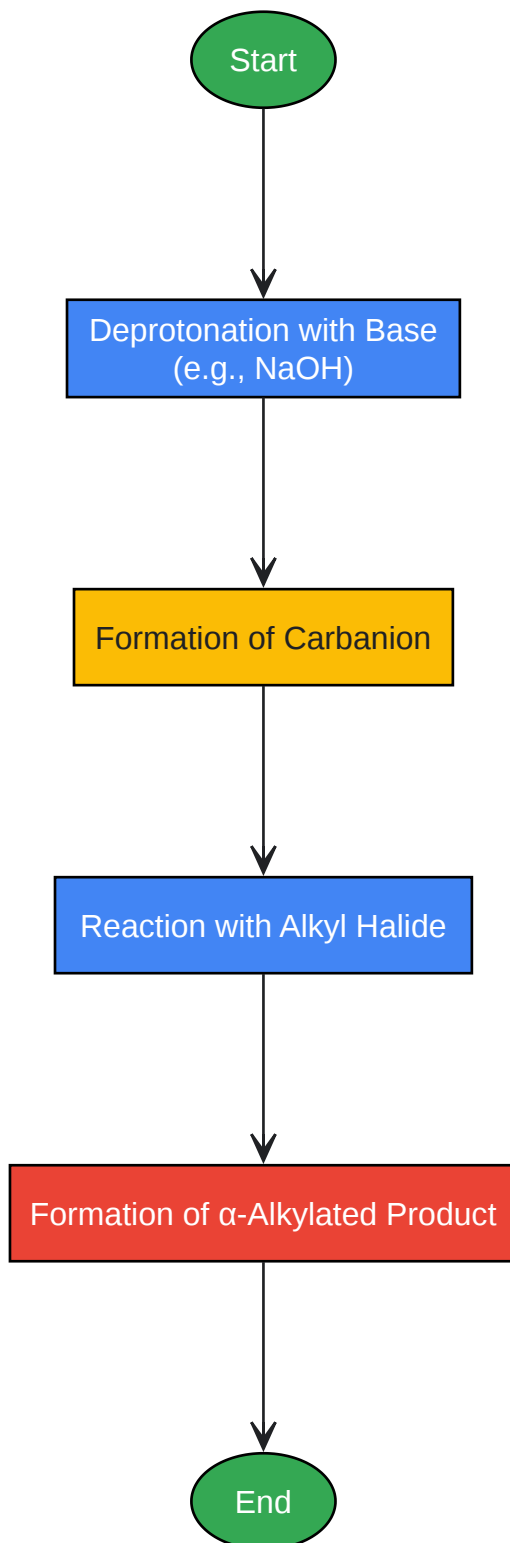 Start
Deprotonation with Base
(e.g., NaOH)
Formation of Carbanion
Reaction with Alkyl Halide
Formation of α-Alkylated Product
End